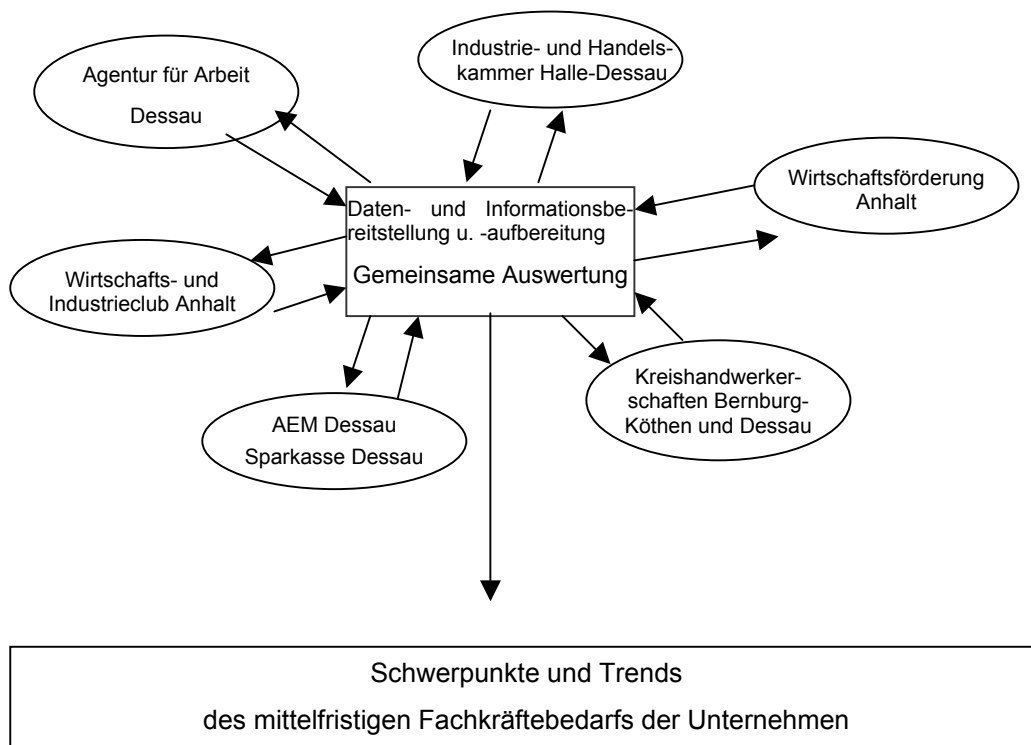 Industrie- und Handels-
kammer Halle-Dessau
Agentur für Arbeit
Dessau
Wirtschaftsförderung
Anhalt
Daten- und Informationsbe-
reitstellung u. -aufbereitung
Gemeinsame Auswertung
Wirtschafts- und
Industrieclub Anhalt
Kreishandwerker-
schaften Bernburg-
Köthen und Dessau
AEM Dessau
Sparkasse Dessau
Schwerpunkte und Trends
des mittelfristigen Fachkräftebedarfs der Unternehmen